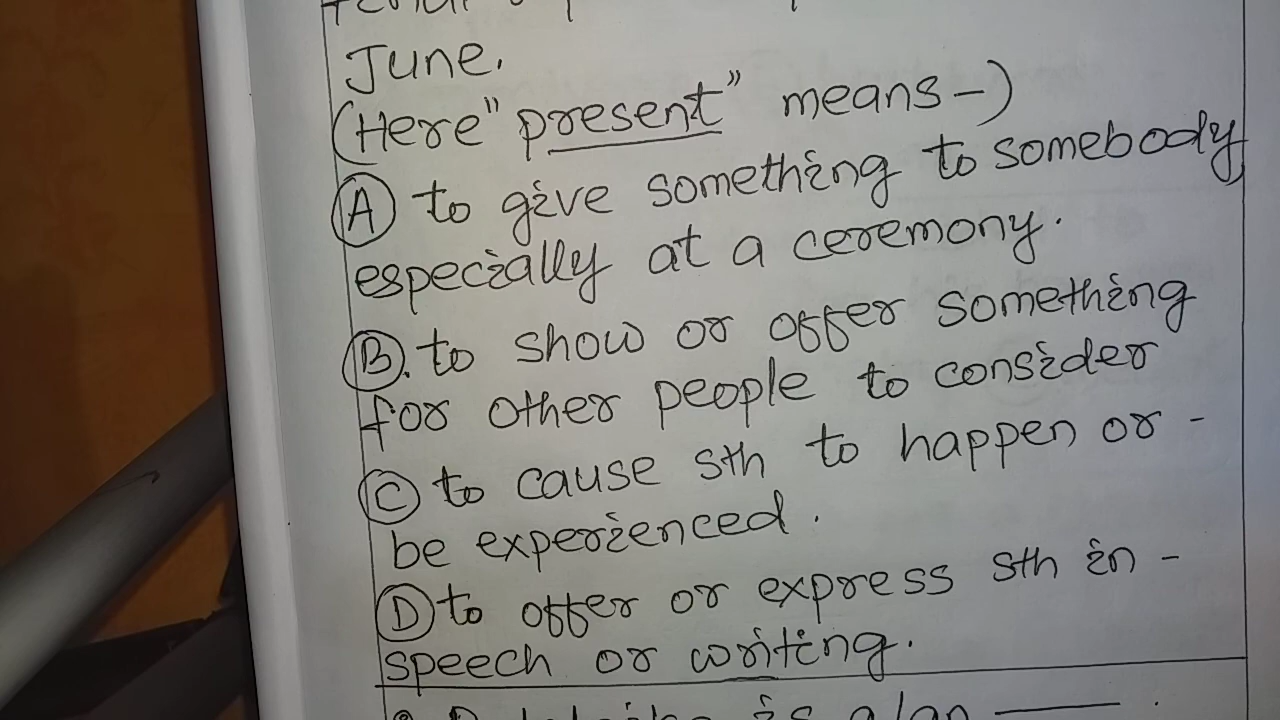 June.
(Here "present" means-)
(A) to give something to somebody
especially at a ceremony.
(B). to show or offer something
for other people to consider
(C) to cause sth to happen or -
be experienced.
(D) to offer or express sth in -
speech or writing.
is a lan